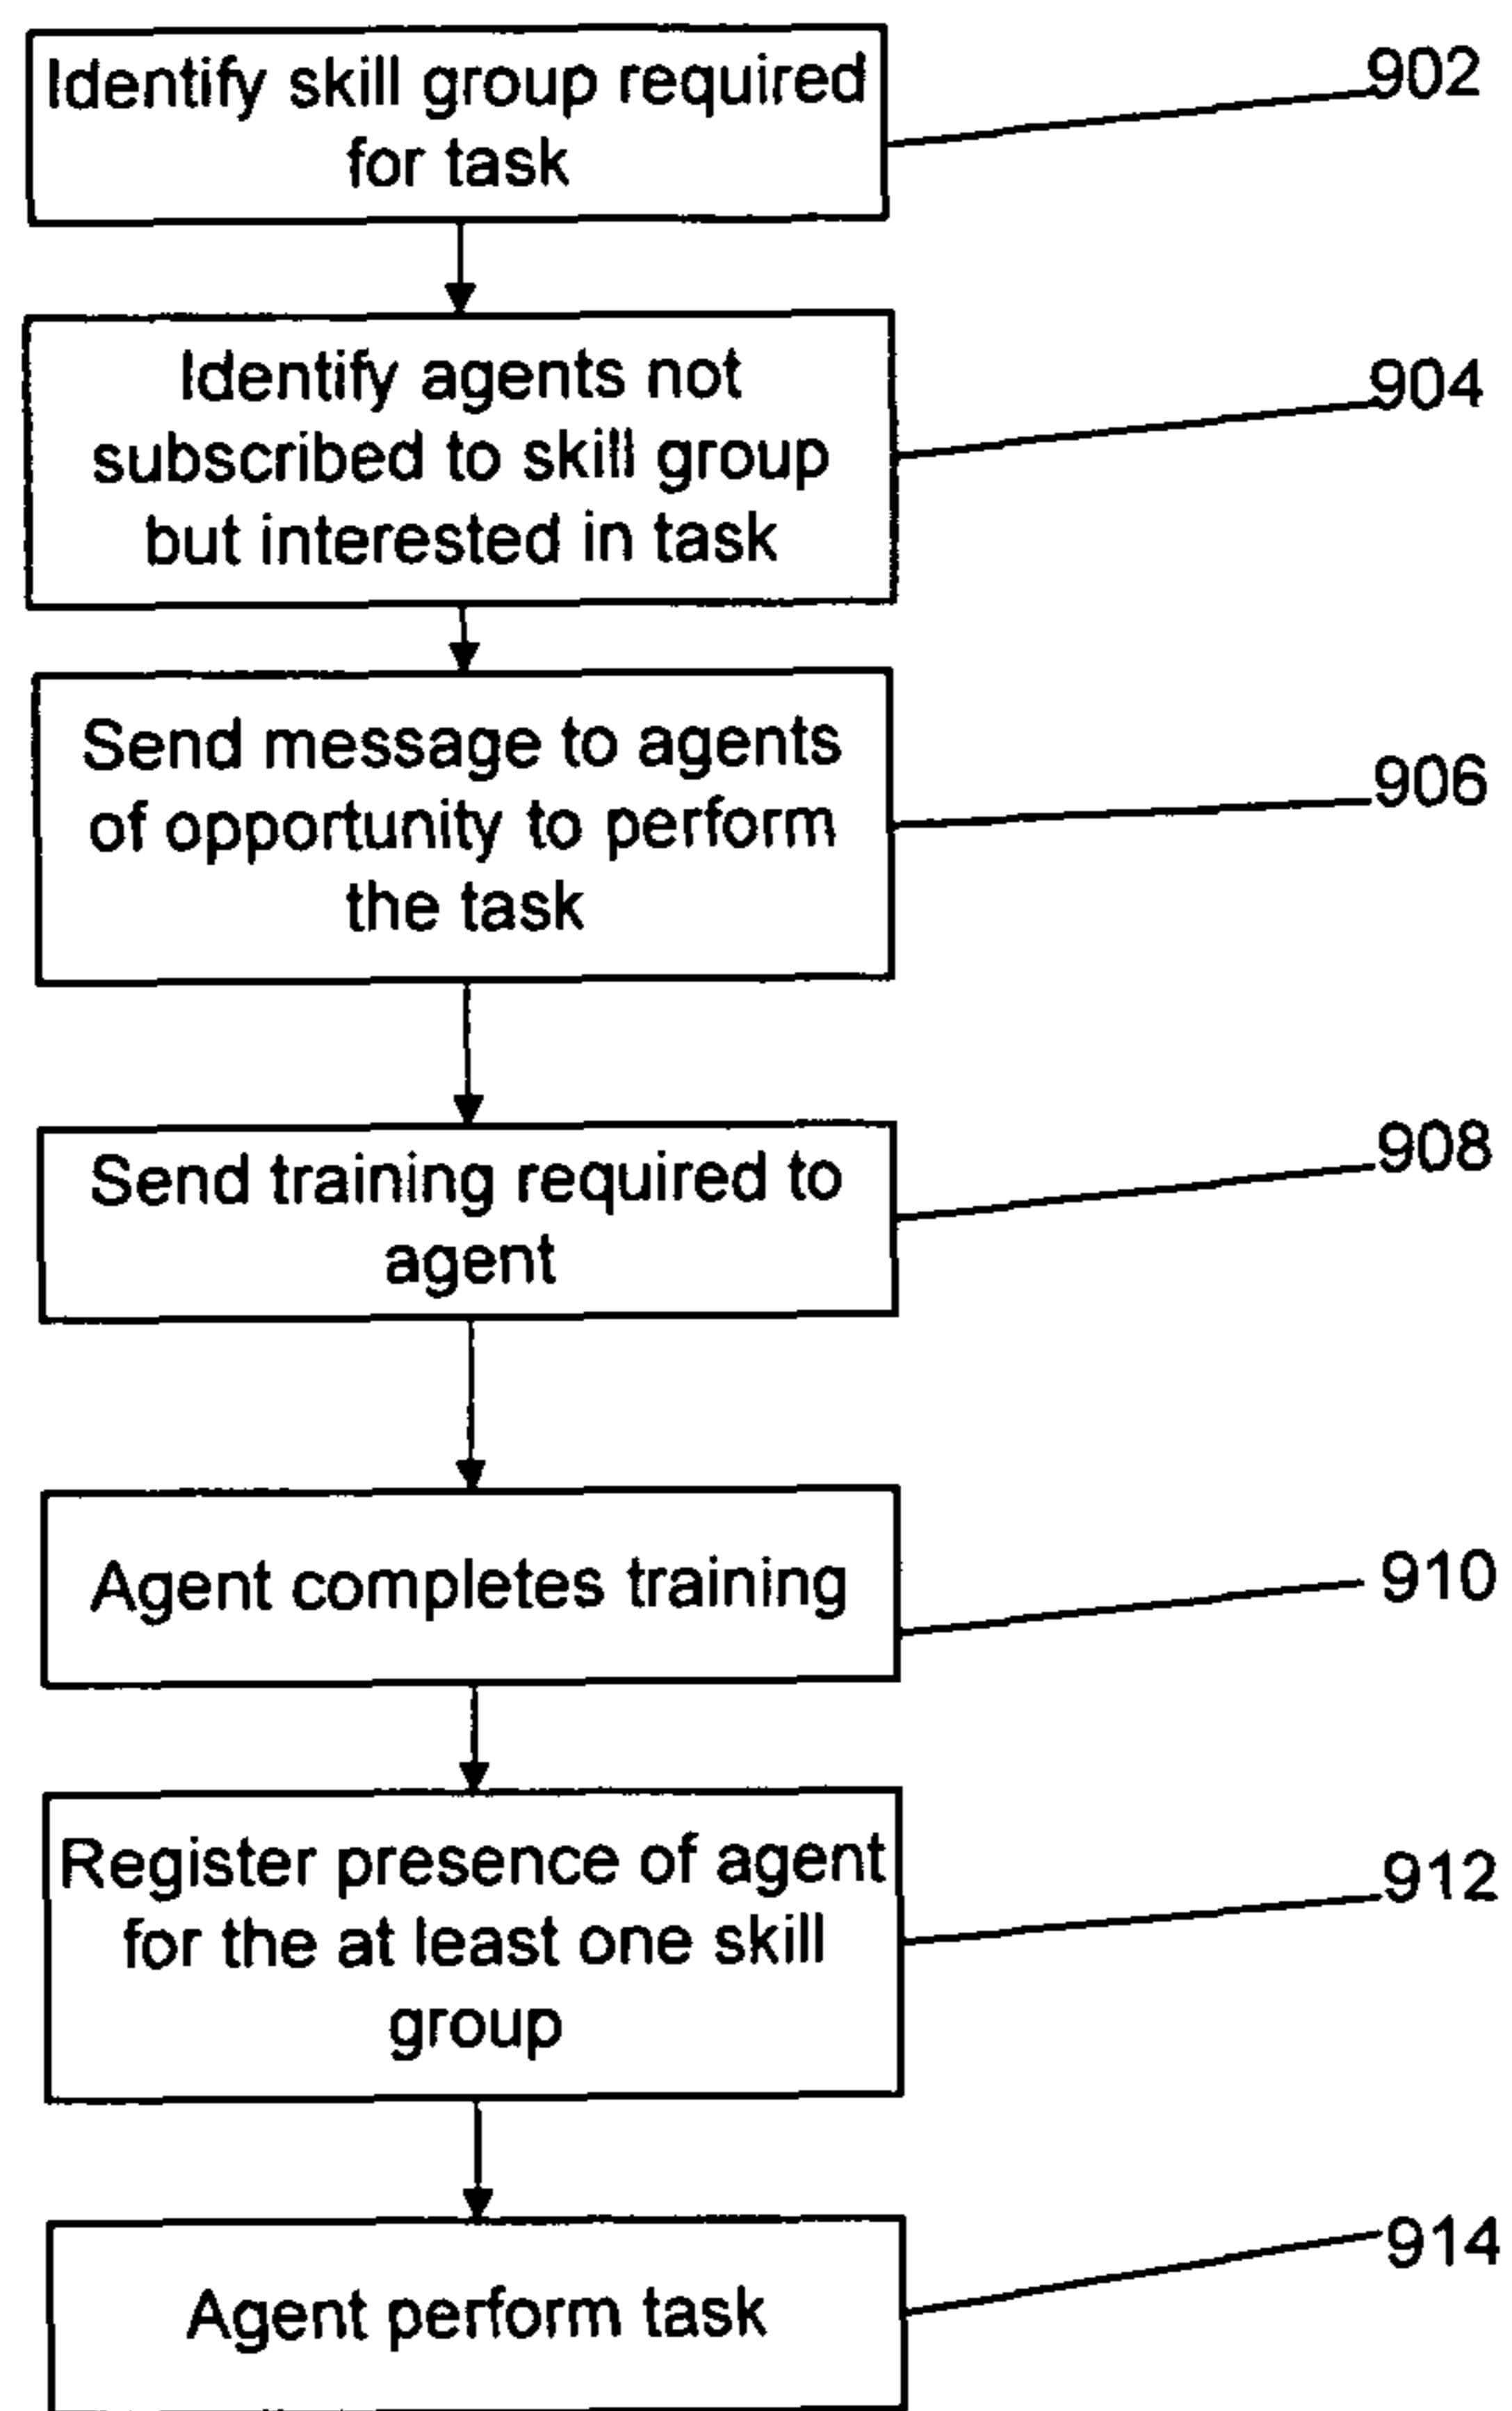 Identify skill group required
for task
902
Identify agents not
subscribed to skill group
but interested in task
904
Send message to agents
of opportunity to perform
the task
906
Send training required to
agent
908
Agent completes training
910
Register presence of agent
for the at least one skill
group
912
Agent perform task
914